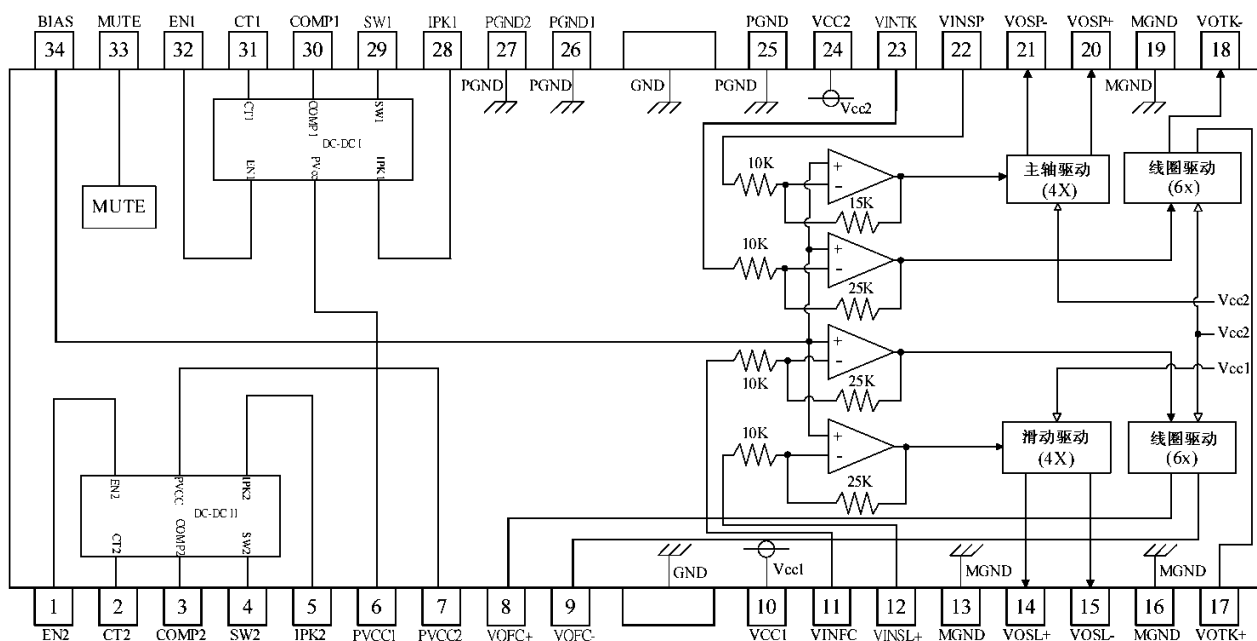 BIAS MUTE EN1 CT1 COMP1 SW1 IPK1 PGND2 PGND1 PGND VCC2 VINTK VINSP VOSP- VOSP+ MGND VOTK-
34 33 32 31 30 29 28 27 26 25 24 23 22 21 20 19 18
PGND PGND GND PGND Vcc2 MGND
CT1 COMP1 SW1
DC-DC I
EN1 PVcc IPK1
MUTE
10K
15K
主轴驱动
(4X)
线圈驱动
(6x)
10K
25K
Vcc2
Vcc2
Vcc1
10K
25K
10K
25K
滑动驱动
(4X)
线圈驱动
(6x)
EN2 PVCC IPK2
DC-DC II
CT2 COMP2 SW2
GND Vcc1 MGND MGND
1 2 3 4 5 6 7 8 9 10 11 12 13 14 15 16 17
EN2 CT2 COMP2 SW2 IPK2 PVCC1 PVCC2 VOFC+ VOFC- VCC1 VINFC VINSL+ MGND VOSL+ VOSL- MGND VOTK+
+
-
+
-
+
-
+
-